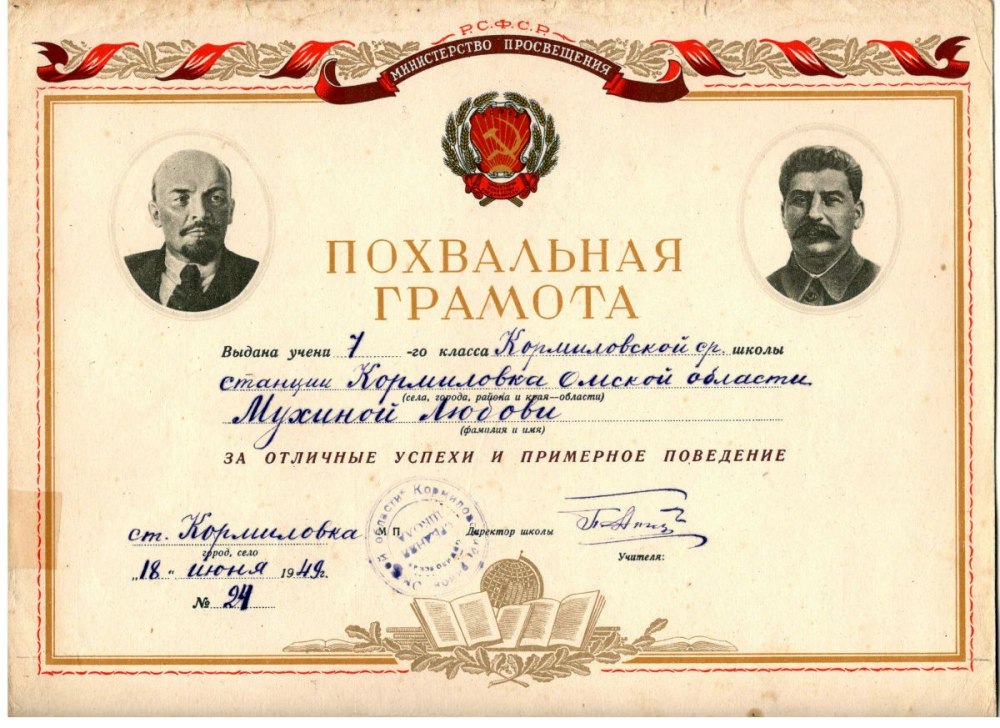 Р.С.Ф.С.Р.
МИНИСТЕРСТВО ПРОСВЕЩЕНИЯ
ПОХВАЛЬНАЯ
ГРАМОТА
Выдана учени 7 -го класса Кормиловской ср. школы
станции Кормиловка Омской области
(села, города, района и края—области)
Мухиной Любови
(фамилия и имя)
ЗА ОТЛИЧНЫЕ УСПЕХИ И ПРИМЕРНОЕ ПОВЕДЕНИЕ
ст. Кормиловка М П. Директор школы
город, село
Учителя:
„18 " июня 1949г.
№ 24